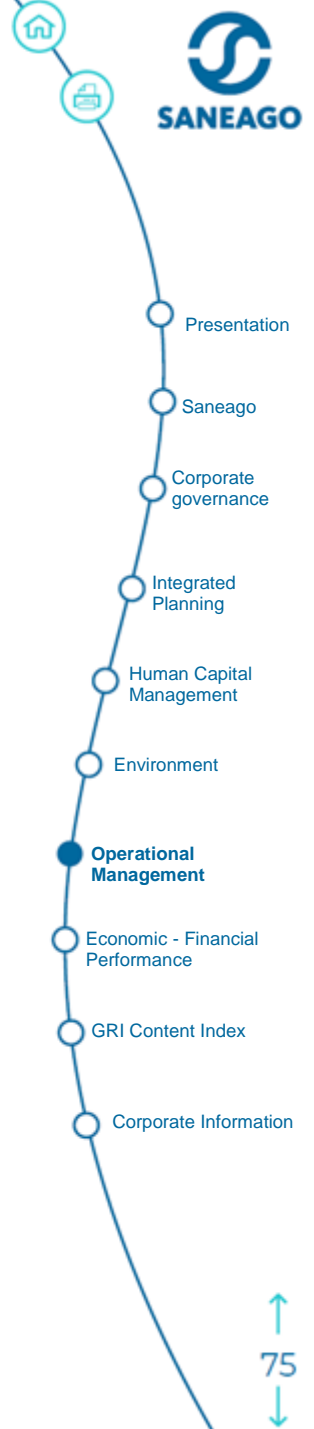 SANEAGO
Presentation
Saneago
Corporate
governance
Integrated
Planning
Human Capital
Management
Environment
Operational
Management
Economic - Financial
Performance
GRI Content Index
Corporate Information
75